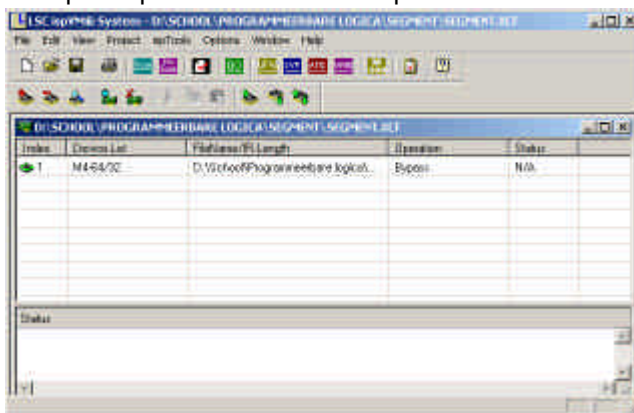 LSC ispVM® System - D:\SCHOOL\PROGRAMMEERBARE LOGICA\SEGMENT\SEGMENT.XCF
File Edit View Project ispTools Options Window Help
D:\SCHOOL\PROGRAMMEERBARE LOGICA\SEGMENT\SEGMENT.XCF
Index Device List FileName/IR-Length Operation Status
1 M4-64/32 D:\School\Programmeerbare logica\... Bypass N/A
Status